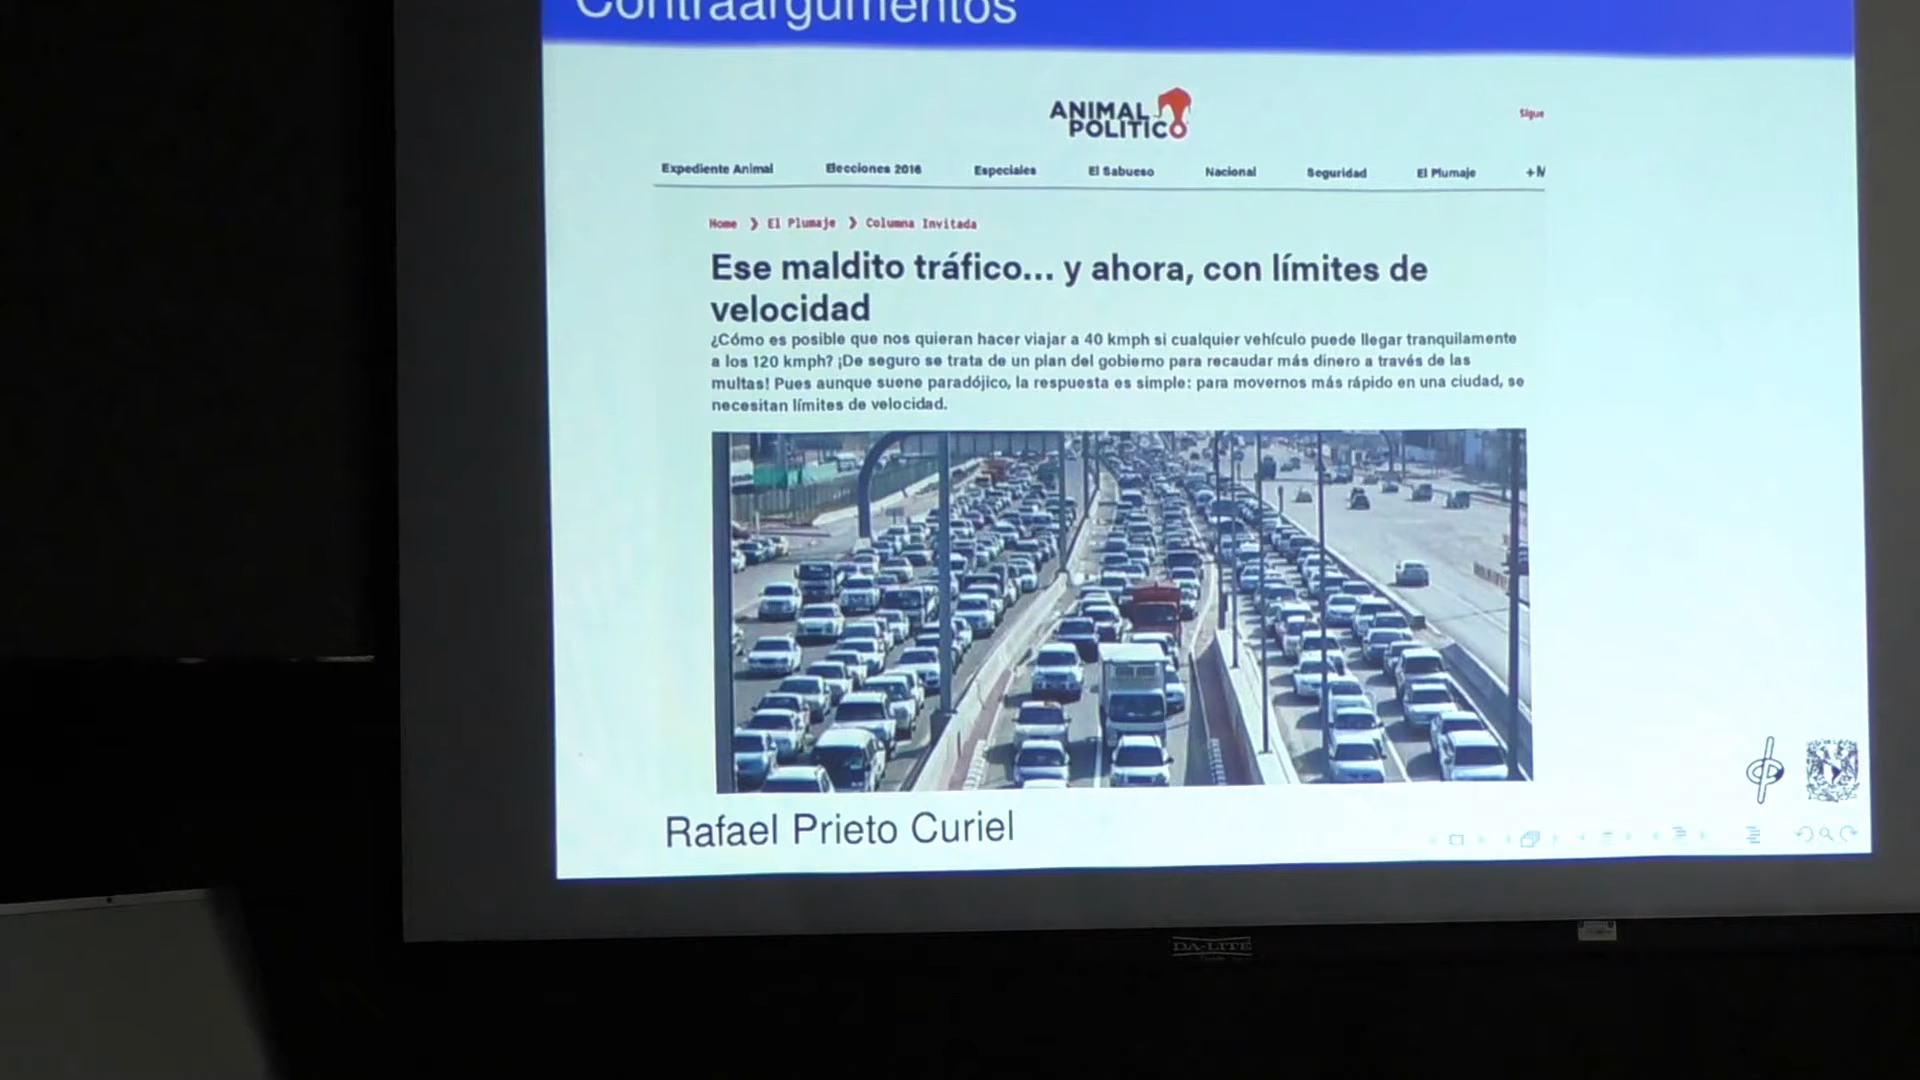 Contraargumentos
ANIMAL
POLITICO
Sigue
Expediente Animal Elecciones 2016 Especiales El Sabueso Nacional Seguridad El Plumaje +M
Home ❯ El Plumaje ❯ Columna Invitada
Ese maldito tráfico... y ahora, con límites de
velocidad
¿Cómo es posible que nos quieran hacer viajar a 40 kmph si cualquier vehículo puede llegar tranquilamente
a los 120 kmph? ¡De seguro se trata de un plan del gobierno para recaudar más dinero a través de las
multas! Pues aunque suene paradójico, la respuesta es simple: para movernos más rápido en una ciudad, se
necesitan límites de velocidad.
Rafael Prieto Curiel
DA-LITE